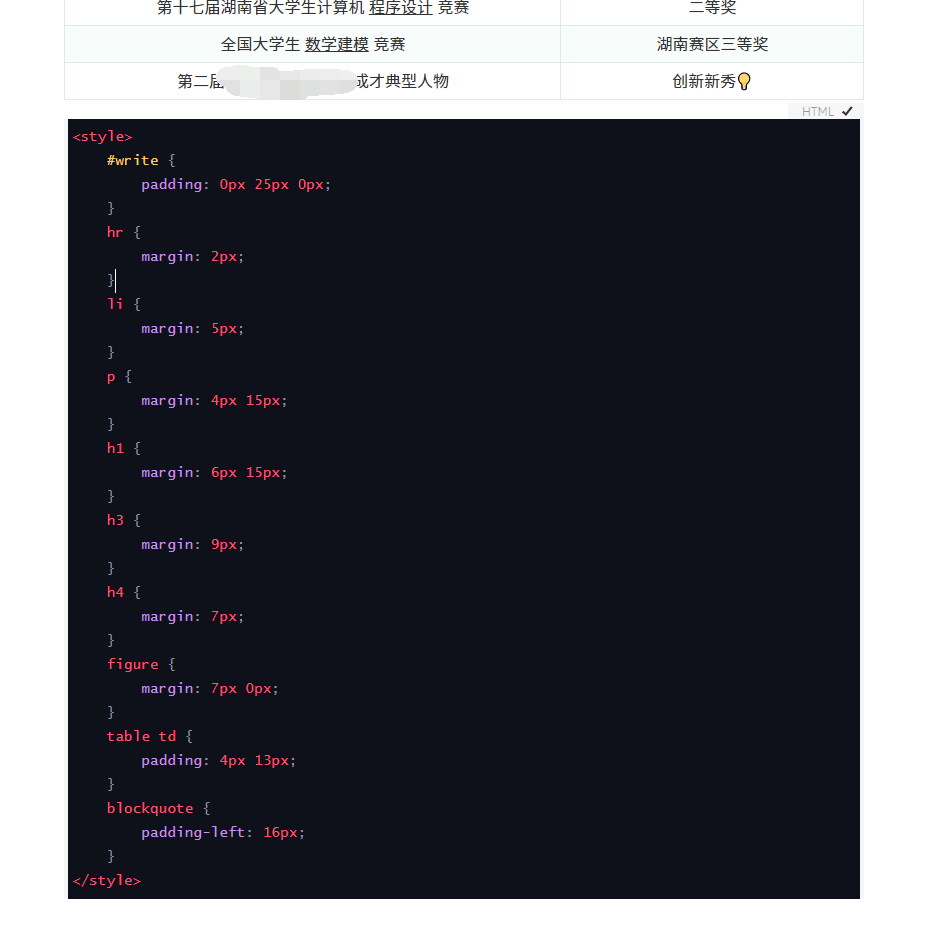 第十七届湖南省大学生计算机 程序设计 竞赛 二等奖
全国大学生 数学建模 竞赛 湖南赛区三等奖
第二届 成才典型人物 创新新秀💡
HTML ✔
<style>
    #write {
        padding: 0px 25px 0px;
    }
    hr {
        margin: 2px;
    }
    li {
        margin: 5px;
    }
    p {
        margin: 4px 15px;
    }
    h1 {
        margin: 6px 15px;
    }
    h3 {
        margin: 9px;
    }
    h4 {
        margin: 7px;
    }
    figure {
        margin: 7px 0px;
    }
    table td {
        padding: 4px 13px;
    }
    blockquote {
        padding-left: 16px;
    }
</style>